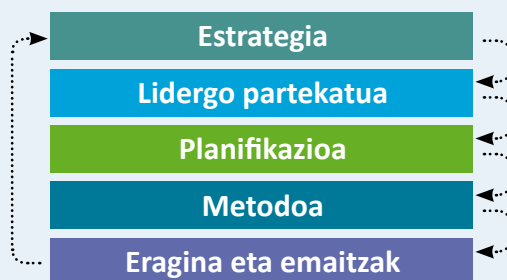 Estrategia
Lidergo partekatua
Planifikazioa
Metodoa
Eragina eta emaitzak